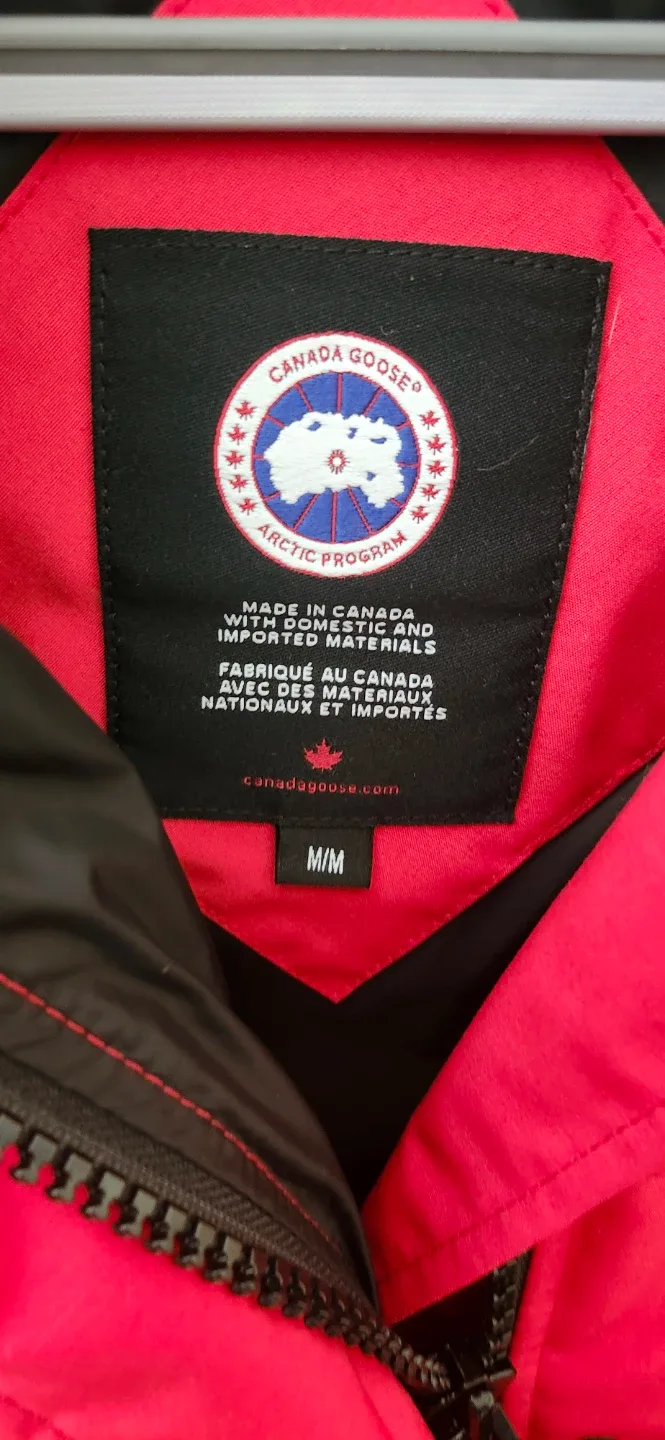 CANADA GOOSE®
ARCTIC PROGRAM
MADE IN CANADA
WITH DOMESTIC AND
IMPORTED MATERIALS
FABRIQUÉ AU CANADA
AVEC DES MATERIAUX
NATIONAUX ET IMPORTÉS
canadagoose.com
M/M